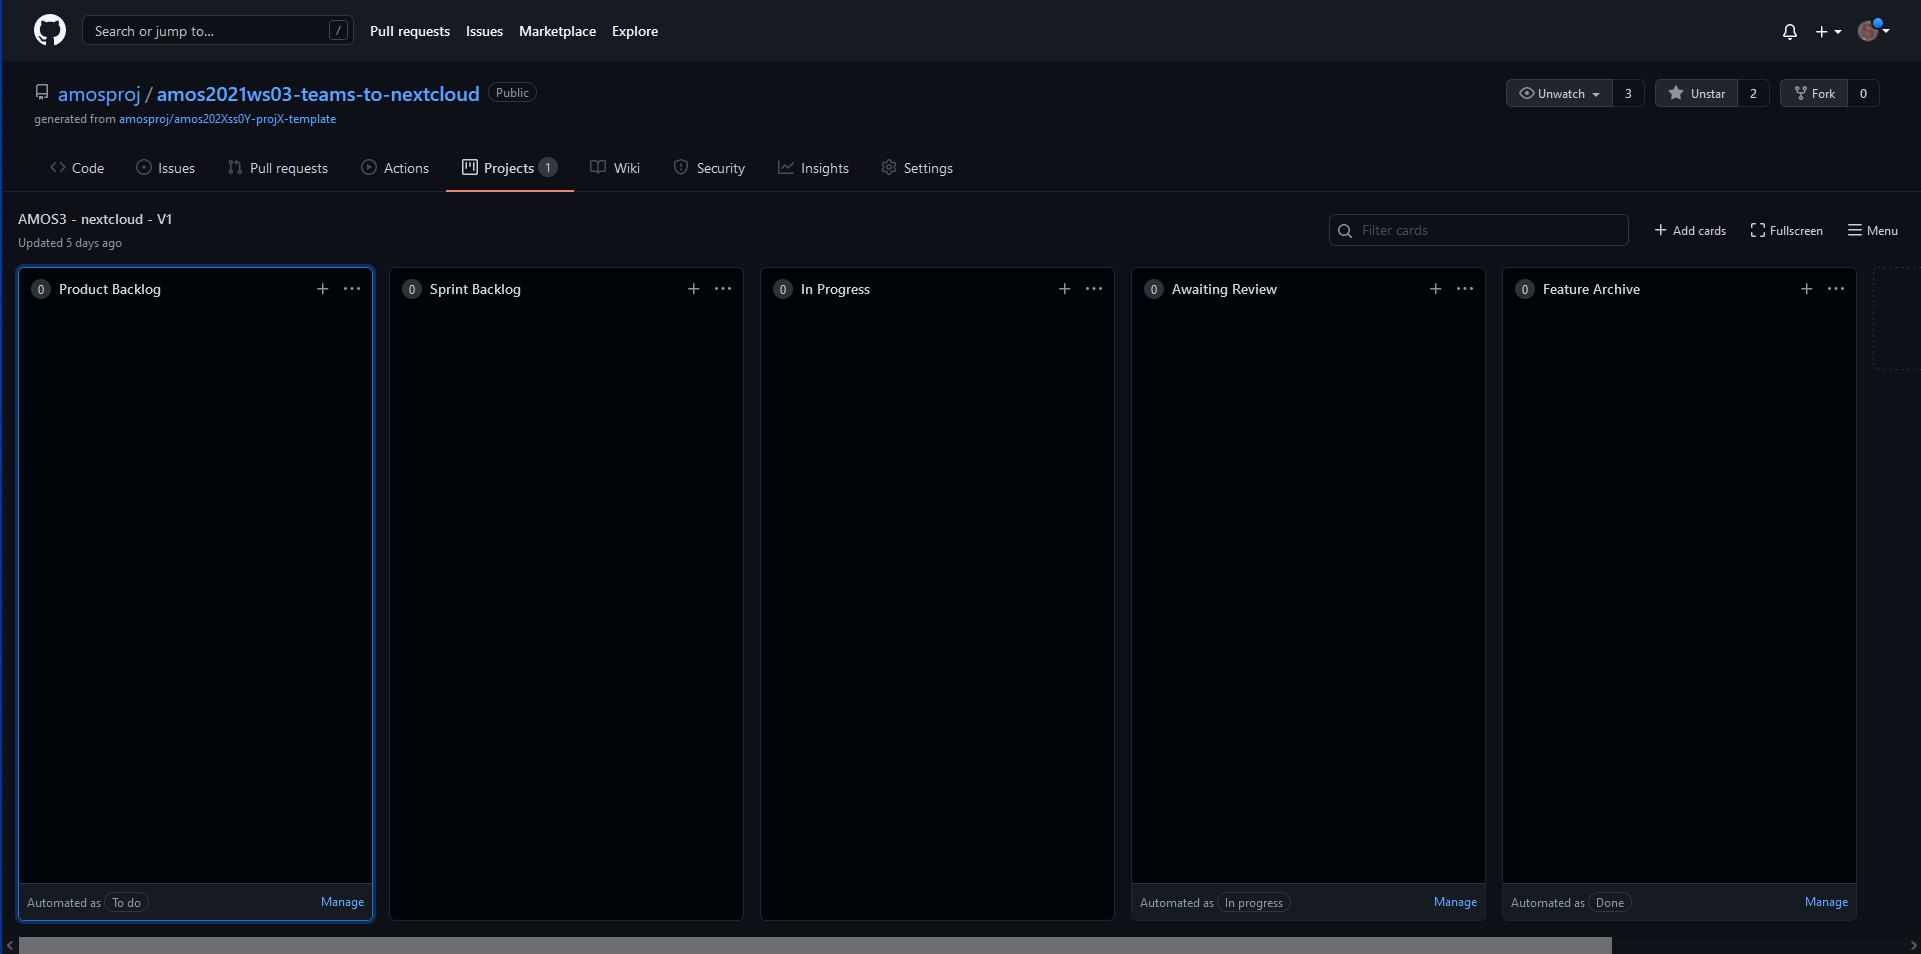 Search or jump to... / Pull requests Issues Marketplace Explore
amosproj / amos2021ws03-teams-to-nextcloud Public Unwatch 3 Unstar 2 Fork 0
generated from amosproj/amos202Xss0Y-projX-template
Code Issues Pull requests Actions Projects 1 Wiki Security Insights Settings
AMOS3 - nextcloud - V1
Updated 5 days ago
Filter cards Add cards Fullscreen Menu
0 Product Backlog + ...
0 Sprint Backlog + ...
0 In Progress + ...
0 Awaiting Review + ...
0 Feature Archive + ...
Automated as To do Manage
Automated as In progress Manage
Automated as Done Manage